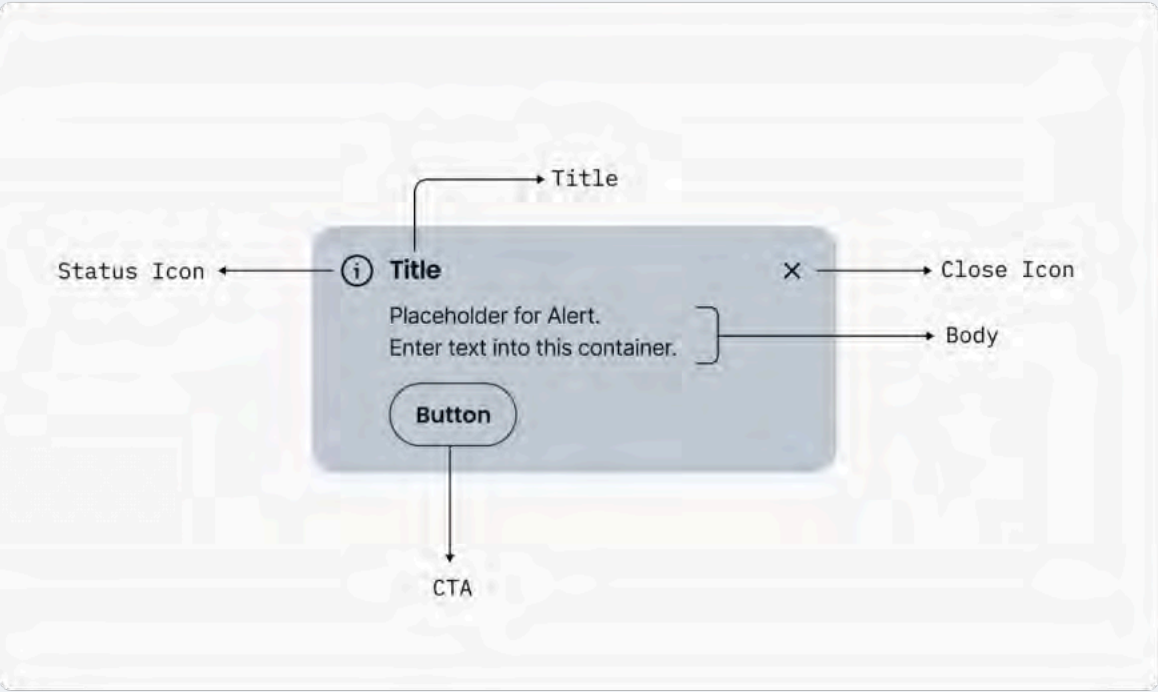 Title
Status Icon
Title
Close Icon
Placeholder for Alert.
Enter text into this container.
Body
Button
CTA